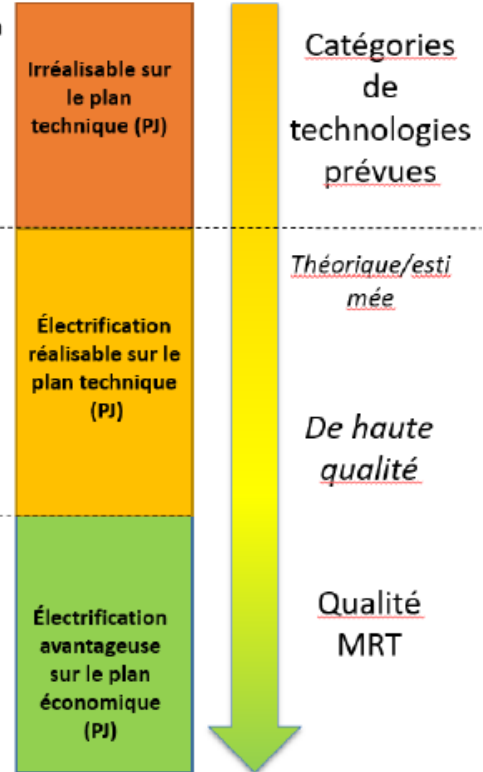 Irréalisable sur
le plan
technique (PJ)
Catégories
de
technologies
prévues
Électrification
réalisable sur le
plan technique
(PJ)
Théorique/esti
mée
De haute
qualité
Électrification
avantageuse
sur le plan
économique
(PJ)
Qualité
MRT